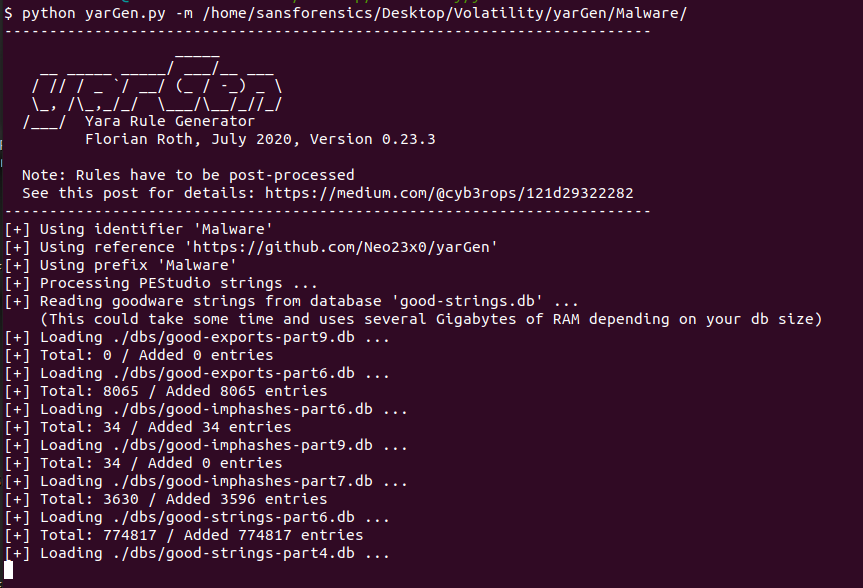 $ python yarGen.py -m /home/sansforensics/Desktop/Volatility/yarGen/Malware/
------------------------------------------------------------------------
                   _____
    __ _____ _____/ ___/__ ___
   / // / _ `/ __/ (_ / -_) _ \
   \_, /\_,_/_/  \___/\__/_//_/
  /___/  Yara Rule Generator
         Florian Roth, July 2020, Version 0.23.3
  Note: Rules have to be post-processed
  See this post for details: https://medium.com/@cyb3rops/121d29322282
------------------------------------------------------------------------
[+] Using identifier 'Malware'
[+] Using reference 'https://github.com/Neo23x0/yarGen'
[+] Using prefix 'Malware'
[+] Processing PEStudio strings ...
[+] Reading goodware strings from database 'good-strings.db' ...
    (This could take some time and uses several Gigabytes of RAM depending on your db size)
[+] Loading ./dbs/good-exports-part9.db ...
[+] Total: 0 / Added 0 entries
[+] Loading ./dbs/good-exports-part6.db ...
[+] Total: 8065 / Added 8065 entries
[+] Loading ./dbs/good-imphashes-part6.db ...
[+] Total: 34 / Added 34 entries
[+] Loading ./dbs/good-imphashes-part9.db ...
[+] Total: 34 / Added 0 entries
[+] Loading ./dbs/good-imphashes-part7.db ...
[+] Total: 3630 / Added 3596 entries
[+] Loading ./dbs/good-strings-part6.db ...
[+] Total: 774817 / Added 774817 entries
[+] Loading ./dbs/good-strings-part4.db ...